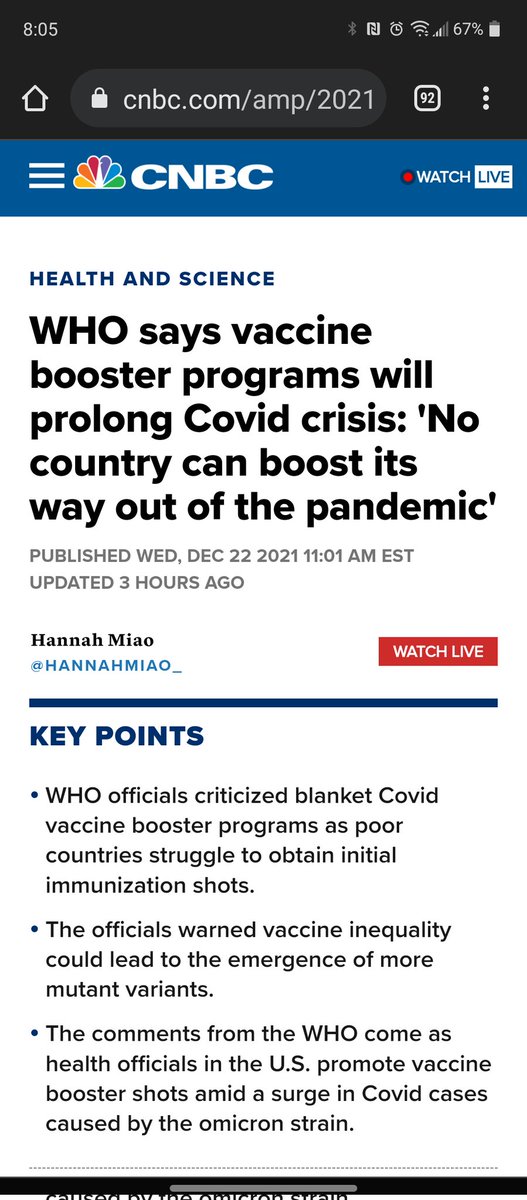 8:05
67%
cnbc.com/amp/2021
92
CNBC
WATCH LIVE
HEALTH AND SCIENCE
WHO says vaccine
booster programs will
prolong Covid crisis: 'No
country can boost its
way out of the pandemic'
PUBLISHED WED, DEC 22 2021 11:01 AM EST
UPDATED 3 HOURS AGO
Hannah Miao
@HANNAHMIAO_
WATCH LIVE
KEY POINTS
• WHO officials criticized blanket Covid
vaccine booster programs as poor
countries struggle to obtain initial
immunization shots.
• The officials warned vaccine inequality
could lead to the emergence of more
mutant variants.
• The comments from the WHO come as
health officials in the U.S. promote vaccine
booster shots amid a surge in Covid cases
caused by the omicron strain.
caused by the omicron strain